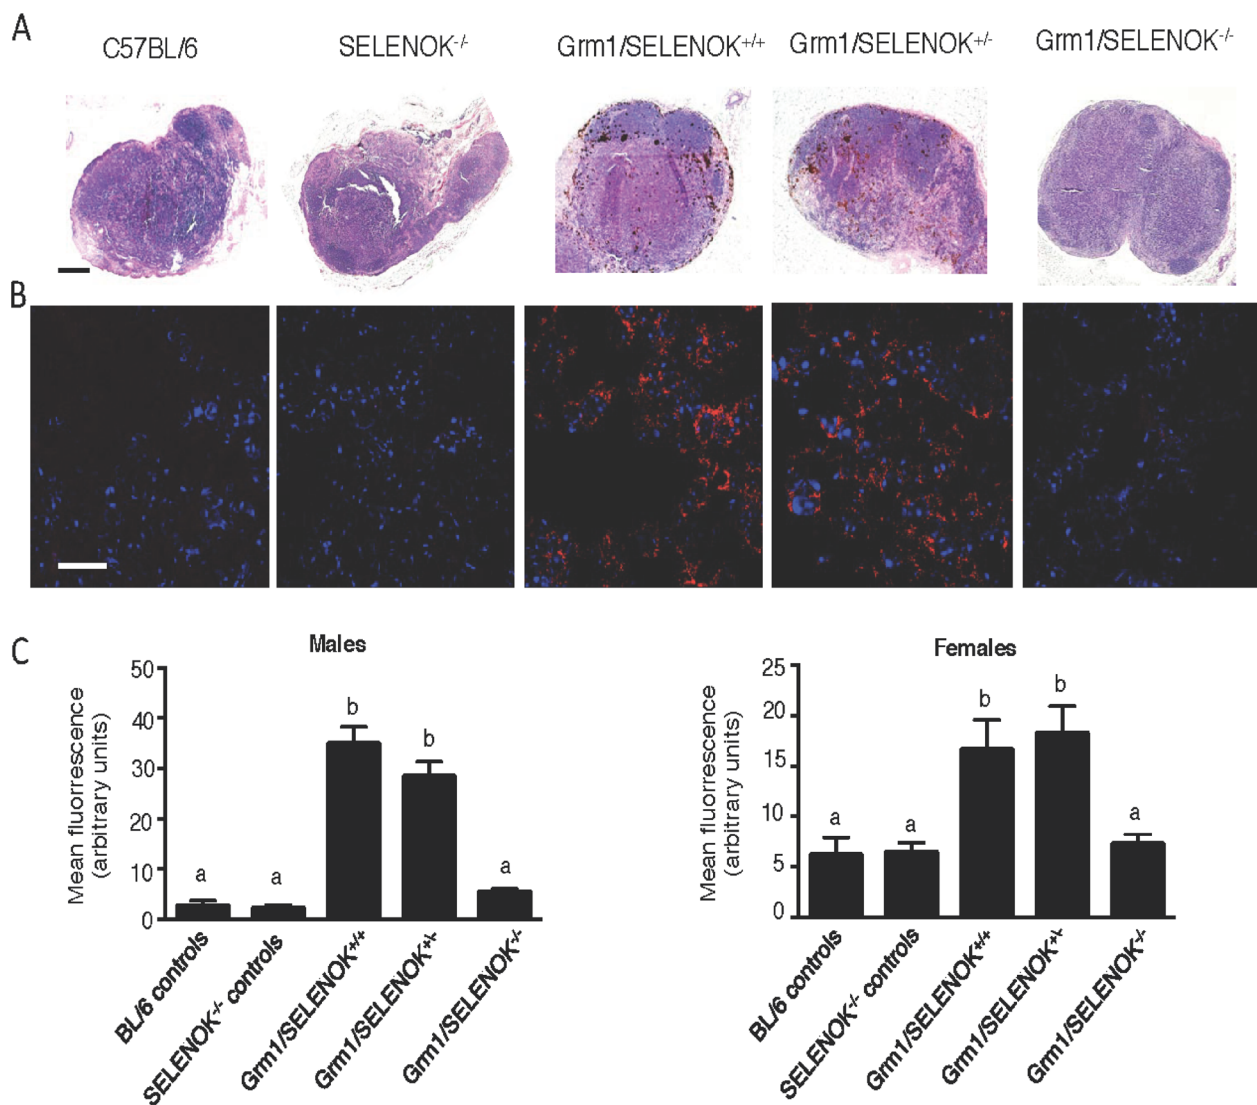 A
C57BL/6
SELENOK-/-
Grm1/SELENOK+/+
Grm1/SELENOK+/-
Grm1/SELENOK-/-
B
C
Males
Mean fluorrescence
(arbitrary units)
50
40
30
20
10
0
a
a
b
b
a
BL/6 controls
SELENOK-/- controls
Grm1/SELENOK+/+
Grm1/SELENOK+/-
Grm1/SELENOK-/-
Females
Mean fluorrescence
(arbitrary units)
25
20
15
10
5
0
a
a
b
b
a
BL/6 controls
SELENOK-/- controls
Grm1/SELENOK+/+
Grm1/SELENOK+/-
Grm1/SELENOK-/-